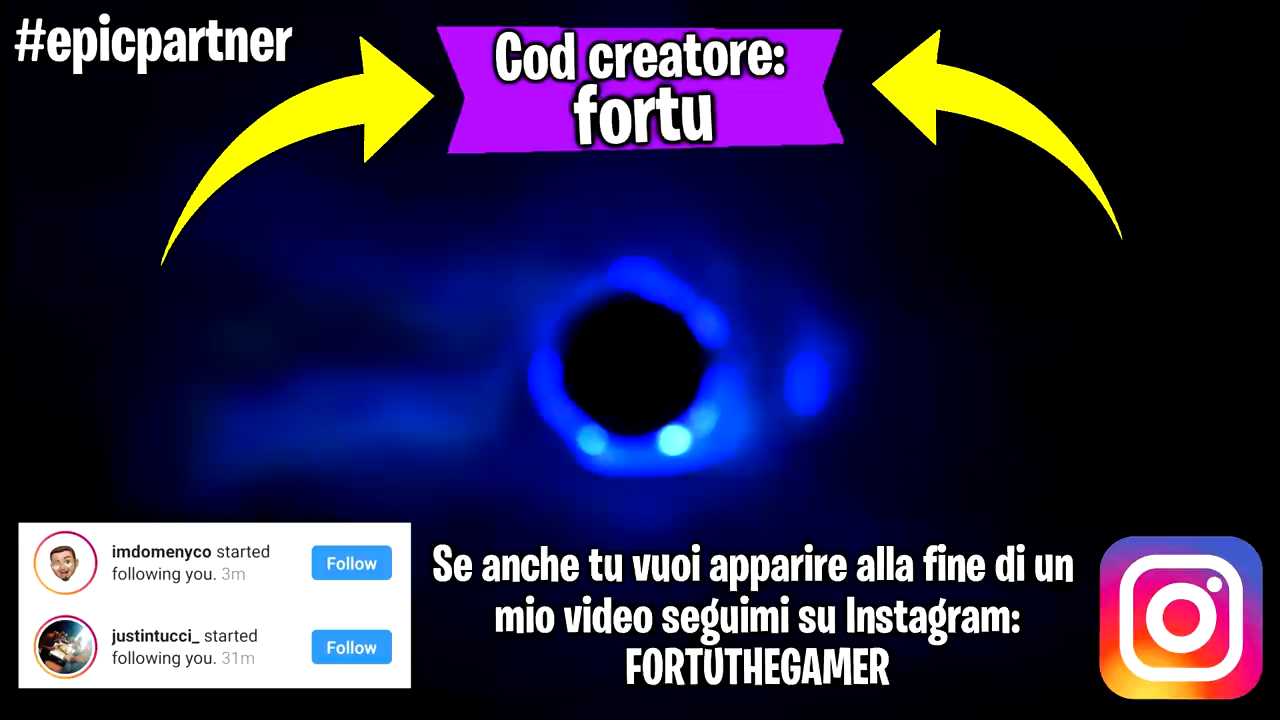 #epicpartner
Cod creatore:
fortu
imdomenyco started
following you. 3m
Follow
justintucci_ started
following you. 31m
Follow
Se anche tu vuoi apparire alla fine di un
mio video seguimi su Instagram:
FORTUTHEGAMER